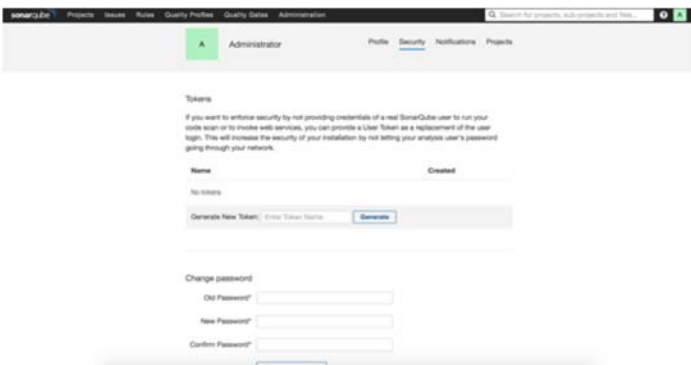 sonarqube Projects Issues Rules Quality Profiles Quality Gates Administration Search for projects, sub-projects and files... ? A
A Administrator Profile Security Notifications Projects
Tokens
If you want to enforce security by not providing credentials of a real SonarQube user to run your
code scan or to invoke web services, you can provide a User Token as a replacement of the user
login. This will increase the security of your installation by not letting your analysis user's password
going through your network.
Name Created
No tokens
Generate New Token: Enter Token Name Generate
Change password
Old Password*
New Password*
Confirm Password*